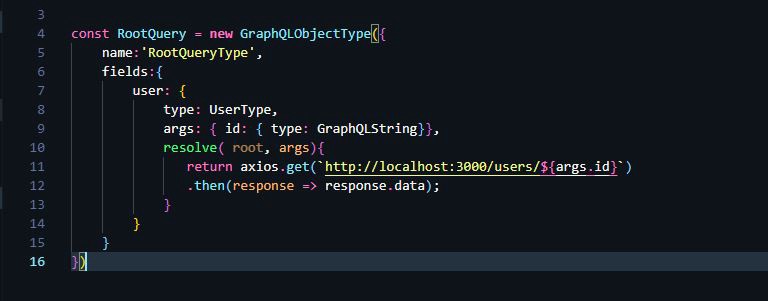 3
4 const RootQuery = new GraphQLObjectType({
5     name:'RootQueryType',
6     fields:{
7         user: {
8             type: UserType,
9             args: { id: { type: GraphQLString}},
10             resolve( root, args){
11                return axios.get(`http://localhost:3000/users/${args.id}`)
12                .then(response => response.data);
13             }
14         }
15     }
16 })